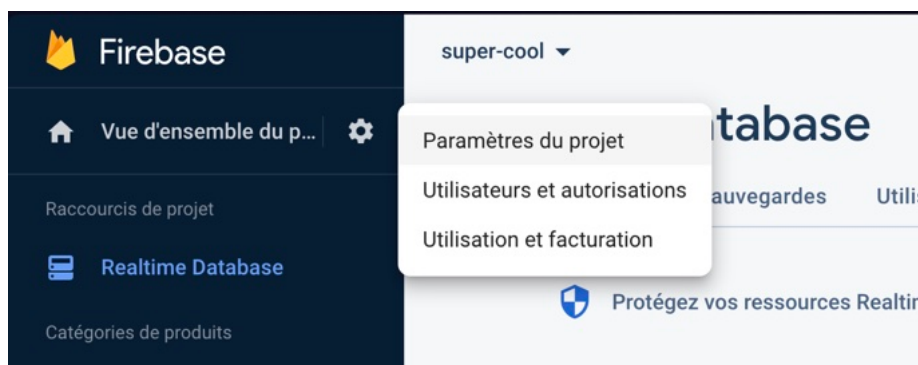 Firebase
super-cool
Vue d'ensemble du p...
Paramètres du projet
Utilisateurs et autorisations
Utilisation et facturation
Raccourcis de projet
Realtime Database
Catégories de produits
Protégez vos ressources